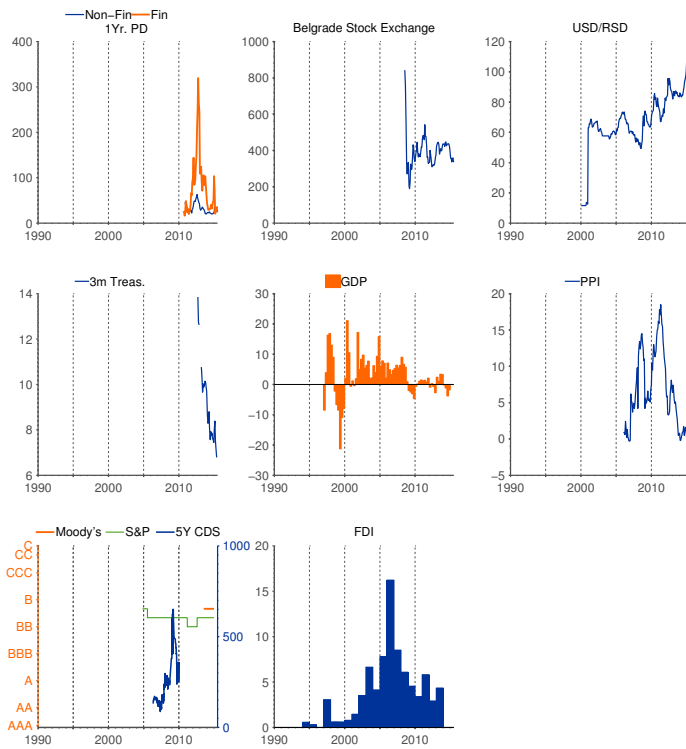 Non−Fin Fin
1Yr. PD
400
300
200
100
0
1990 2000 2010
Belgrade Stock Exchange
1000
800
600
400
200
0
1990 2000 2010
USD/RSD
120
100
80
60
40
20
0
1990 2000 2010
3m Treas.
14
12
10
8
6
1990 2000 2010
GDP
30
20
10
0
−10
−20
−30
1990 2000 2010
PPI
20
15
10
5
0
−5
1990 2000 2010
Moody's S&P 5Y CDS
C
CC
CCC
B
BB
BBB
A
AA
AAA
1000
500
0
1990 2000 2010
FDI
20
15
10
5
0
1990 2000 2010